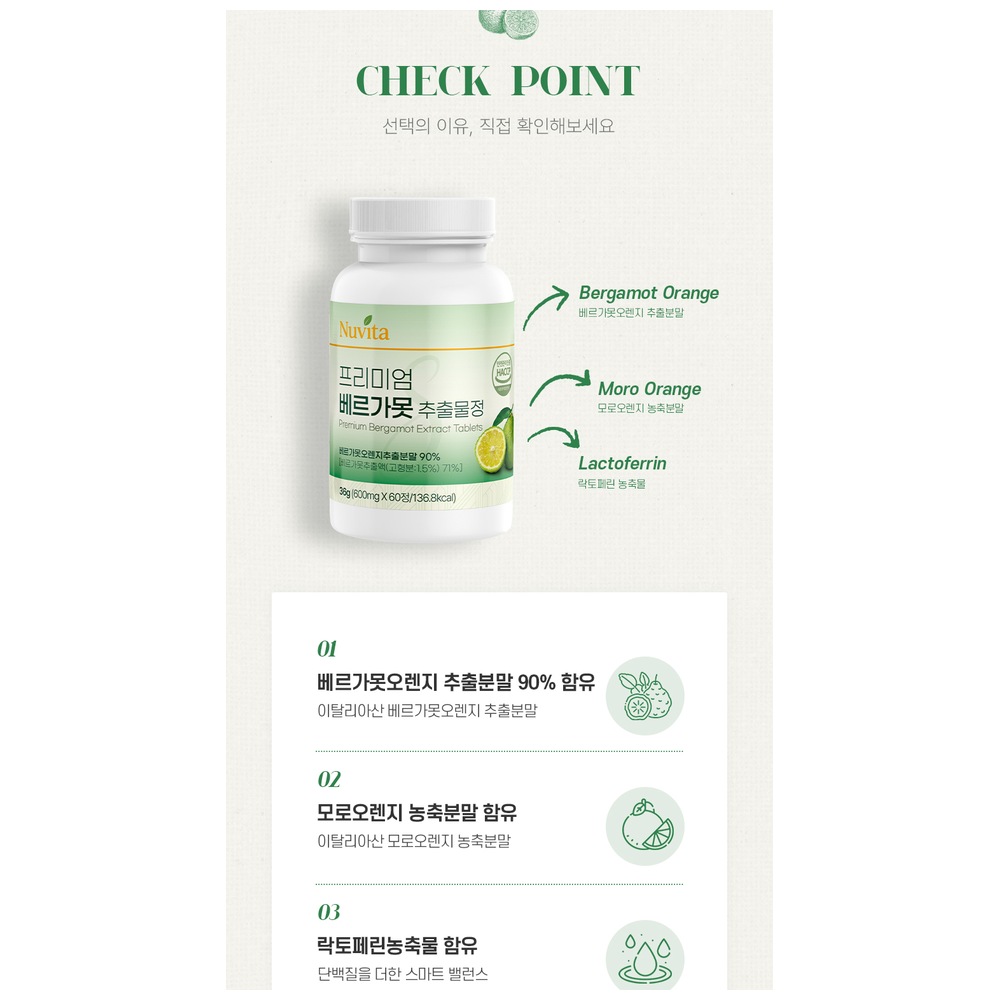 CHECK POINT
선택의 이유, 직접 확인해보세요
Nuvita
프리미엄
베르가못 추출물정
Premium Bergamot Extract Tablets
HACCP
베르가못오렌지추출분말 90%
[베르가못추출액(고형분:1.5%) 71%]
36g (600mg X 60정/136.8kcal)
Bergamot Orange
베르가못오렌지 추출분말
Moro Orange
모로오렌지 농축분말
Lactoferrin
락토페린 농축물
01
베르가못오렌지 추출분말 90% 함유
이탈리아산 베르가못오렌지 추출분말
02
모로오렌지 농축분말 함유
이탈리아산 모로오렌지 농축분말
03
락토페린농축물 함유
단백질을 더한 스마트 밸런스